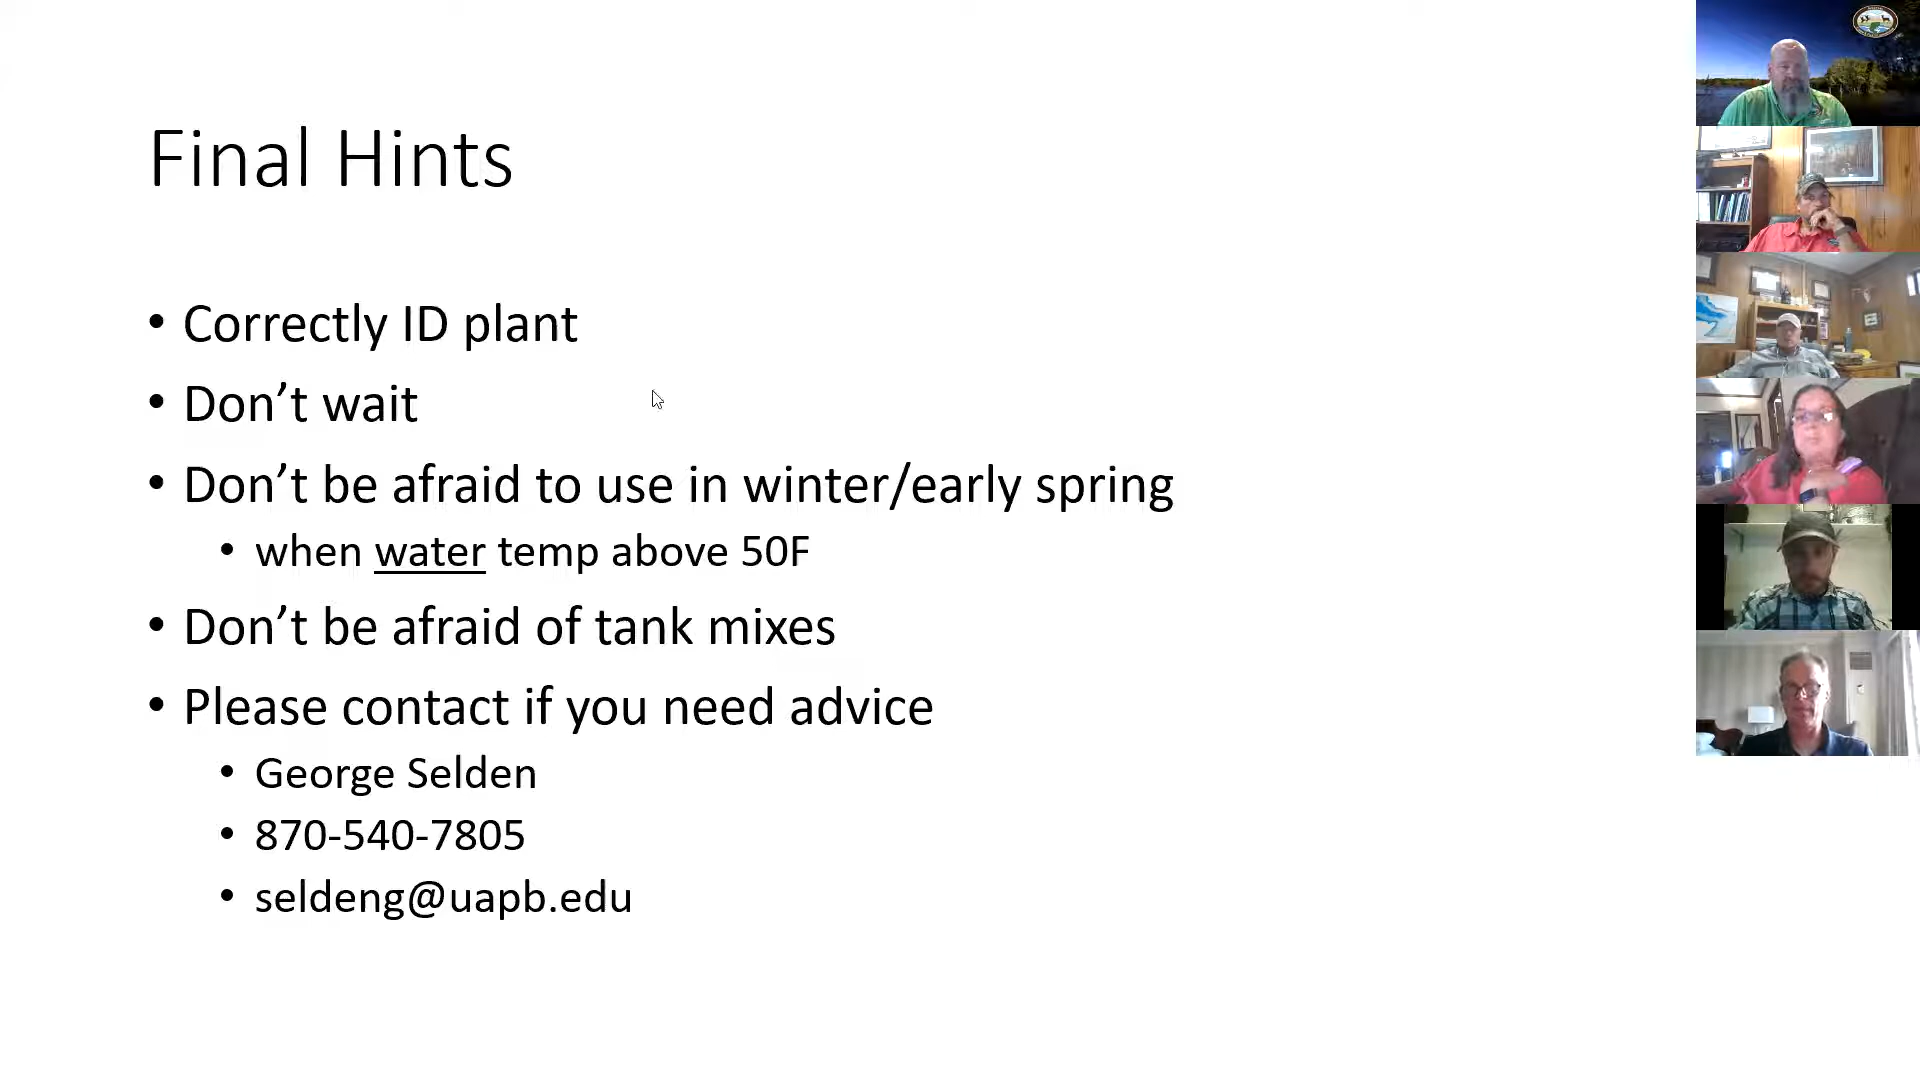 Final Hints
• Correctly ID plant
• Don’t wait
• Don’t be afraid to use in winter/early spring
• when water temp above 50F
• Don’t be afraid of tank mixes
• Please contact if you need advice
• George Selden
• 870-540-7805
• seldeng@uapb.edu